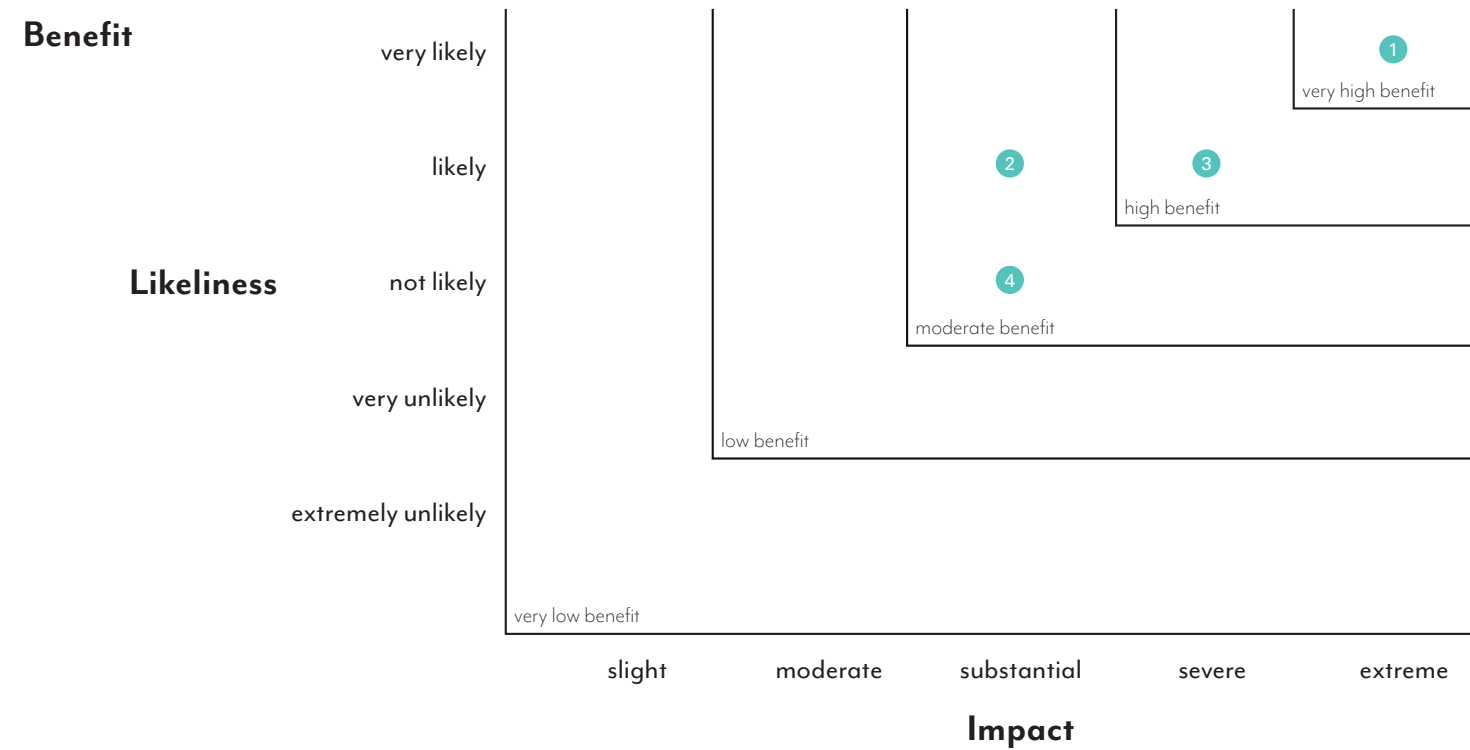 Benefit
very likely
1
very high benefit
likely
2
3
high benefit
Likeliness
not likely
4
moderate benefit
very unlikely
low benefit
extremely unlikely
very low benefit
slight
moderate
substantial
severe
extreme
Impact